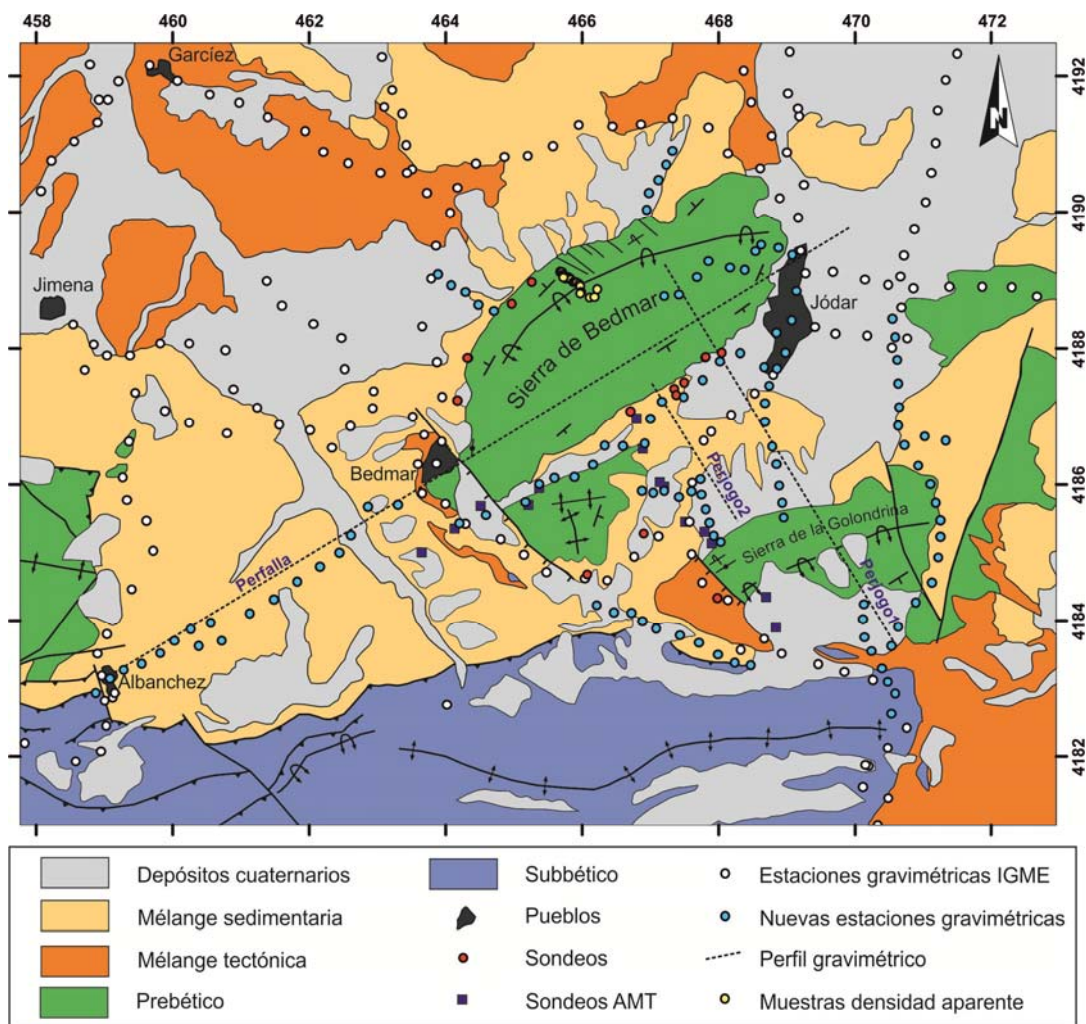 458 460 462 464 466 468 470 472
Garcíez
4192
N
4190
Jimena
Jódar
Sierra de Bedmar
4188
Bedmar
4186
Perjogo2
Sierra de la Golondrina
Perfalla
Perjogo1
4184
Albanchez
4182
Depósitos cuaternarios
Mélange sedimentaria
Mélange tectónica
Prebético
Subbético
Pueblos
Sondeos
Sondeos AMT
Estaciones gravimétricas IGME
Nuevas estaciones gravimétricas
Perfil gravimétrico
Muestras densidad aparente